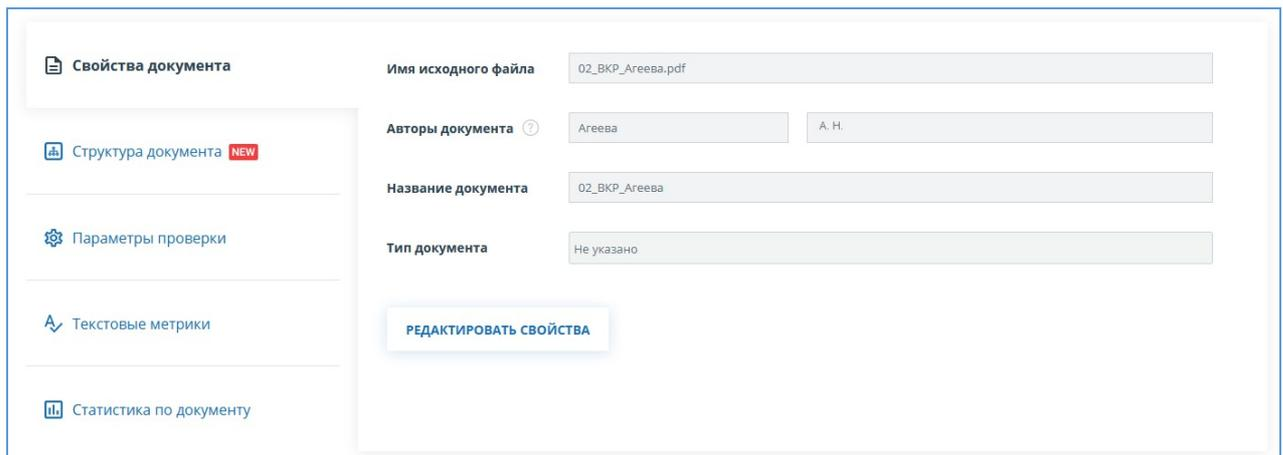 Свойства документа
Структура документа NEW
Параметры проверки
Текстовые метрики
Статистика по документу
Имя исходного файла 02_ВКР_Агеева.pdf
Авторы документа ? Агеева А. Н.
Название документа 02_ВКР_Агеева
Тип документа Не указано
РЕДАКТИРОВАТЬ СВОЙСТВА